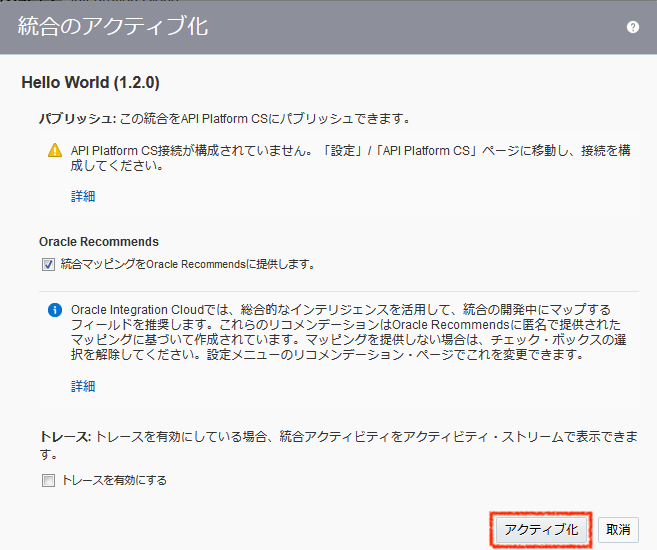 統合のアクティブ化
Hello World (1.2.0)
パブリッシュ: この統合をAPI Platform CSにパブリッシュできます。
API Platform CS接続が構成されていません。「設定」/「API Platform CS」ページに移動し、接続を構
成してください。
詳細
Oracle Recommends
統合マッピングをOracle Recommendsに提供します。
Oracle Integration Cloudでは、総合的なインテリジェンスを活用して、統合の開発中にマップする
フィールドを推奨します。これらのリコメンデーションはOracle Recommendsに匿名で提供された
マッピングに基づいて作成されています。マッピングを提供しない場合は、チェック・ボックスの選
択を解除してください。設定メニューのリコメンデーション・ページでこれを変更できます。
詳細
トレース: トレースを有効にしている場合、統合アクティビティをアクティビティ・ストリームで表示できま
す。
トレースを有効にする
アクティブ化 取消